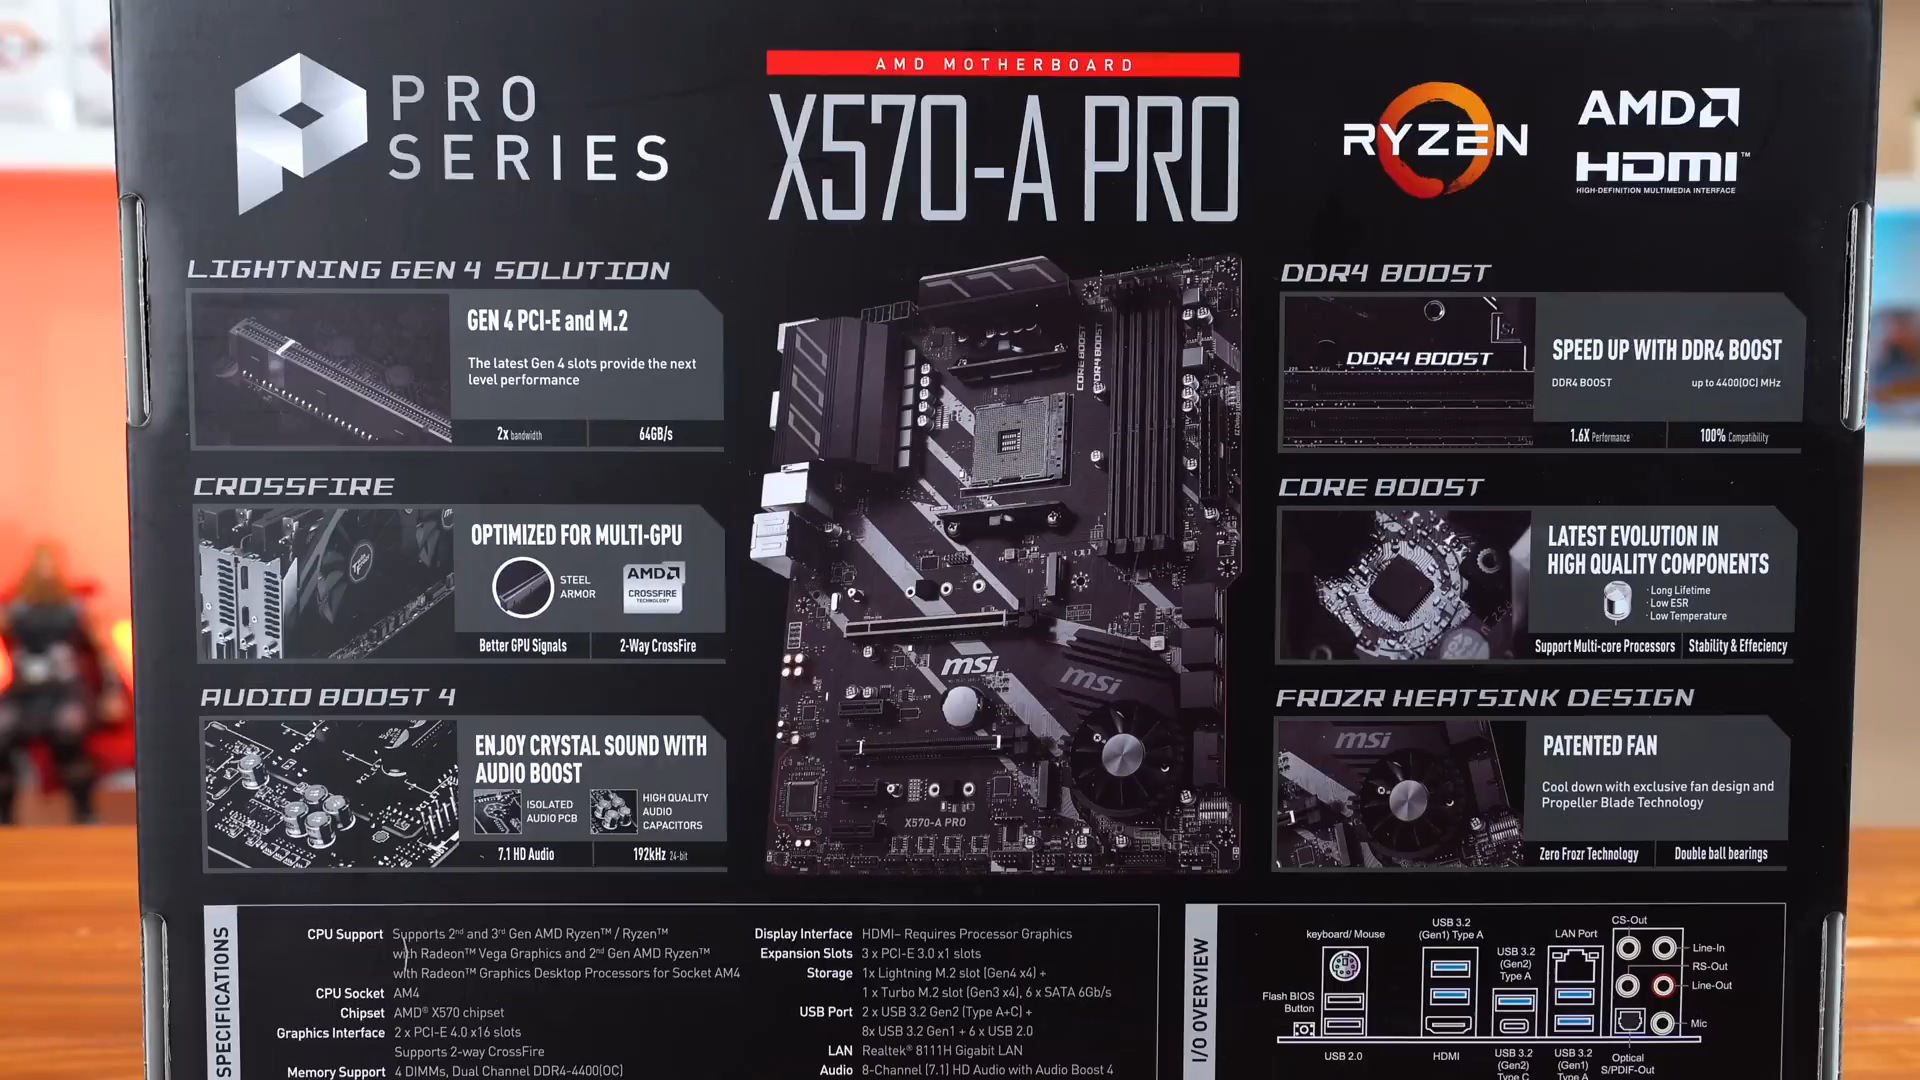 PRO
SERIES
AMD MOTHERBOARD
X570-A PRO
RYZEN
AMD
HDMI™
HIGH-DEFINITION MULTIMEDIA INTERFACE
LIGHTNING GEN 4 SOLUTION
GEN 4 PCI-E and M.2
The latest Gen 4 slots provide the next
level performance
2x bandwidth
64GB/s
CROSSFIRE
OPTIMIZED FOR MULTI-GPU
STEEL
ARMOR
AMD
CROSSFIRE
TECHNOLOGY
Better GPU Signals
2-Way CrossFire
AUDIO BOOST 4
ENJOY CRYSTAL SOUND WITH
AUDIO BOOST
ISOLATED
AUDIO PCB
HIGH QUALITY
AUDIO
CAPACITORS
7.1 HD Audio
192kHz 24-bit
CORE BOOST
DDR4 BOOST
msi
msi
X570-A PRO
DDR4 BOOST
DDR4 BOOST
SPEED UP WITH DDR4 BOOST
DDR4 BOOST up to 4400(OC) MHz
1.6X Performance
100% Compatibility
CORE BOOST
LATEST EVOLUTION IN
HIGH QUALITY COMPONENTS
· Long Lifetime
· Low ESR
· Low Temperature
Support Multi-core Processors
Stability & Effeciency
FROZR HEATSINK DESIGN
msi
PATENTED FAN
Cool down with exclusive fan design and
Propeller Blade Technology
Zero Frozr Technology
Double ball bearings
SPECIFICATIONS
CPU Support Supports 2nd and 3rd Gen AMD Ryzen™ / Ryzen™
with Radeon™ Vega Graphics and 2nd Gen AMD Ryzen™
with Radeon™ Graphics Desktop Processors for Socket AM4
CPU Socket AM4
Chipset AMD® X570 chipset
Graphics Interface 2 x PCI-E 4.0 x16 slots
Supports 2-way CrossFire
Memory Support 4 DIMMs, Dual Channel DDR4-4400(OC)
Display Interface HDMI– Requires Processor Graphics
Expansion Slots 3 x PCI-E 3.0 x1 slots
Storage 1x Lightning M.2 slot (Gen4 x4) +
1 x Turbo M.2 slot (Gen3 x4), 6 x SATA 6Gb/s
USB Port 2 x USB 3.2 Gen2 (Type A+C) +
8x USB 3.2 Gen1 + 6 x USB 2.0
LAN Realtek® 8111H Gigabit LAN
Audio 8-Channel (7.1) HD Audio with Audio Boost 4
I/O OVERVIEW
keyboard/ Mouse
Flash BIOS
Button
USB 2.0
USB 3.2
(Gen1) Type A
HDMI
USB 3.2
(Gen2)
Type A
USB 3.2
(Gen2)
Type C
LAN Port
USB 3.2
(Gen1)
Type A
CS-Out
Line-In
RS-Out
Line-Out
Mic
Optical
S/PDIF-Out